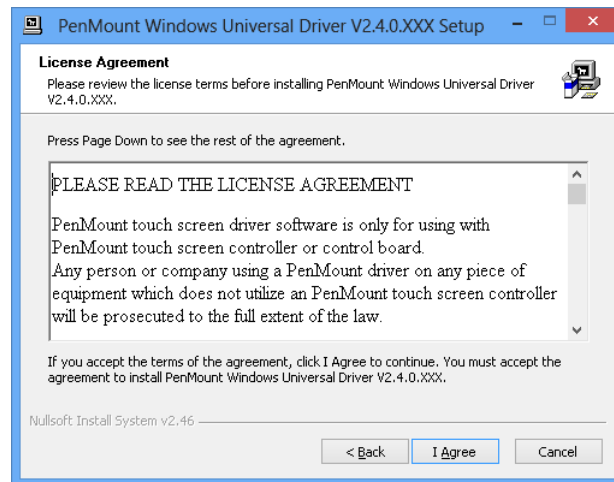 PenMount Windows Universal Driver V2.4.0.XXX Setup
License Agreement
Please review the license terms before installing PenMount Windows Universal Driver
V2.4.0.XXX.
Press Page Down to see the rest of the agreement.
PLEASE READ THE LICENSE AGREEMENT
PenMount touch screen driver software is only for using with
PenMount touch screen controller or control board.
Any person or company using a PenMount driver on any piece of
equipment which does not utilize an PenMount touch screen controller
will be prosecuted to the full extent of the law.
If you accept the terms of the agreement, click I Agree to continue. You must accept the
agreement to install PenMount Windows Universal Driver V2.4.0.XXX.
Nullsoft Install System v2.46
< Back
I Agree
Cancel